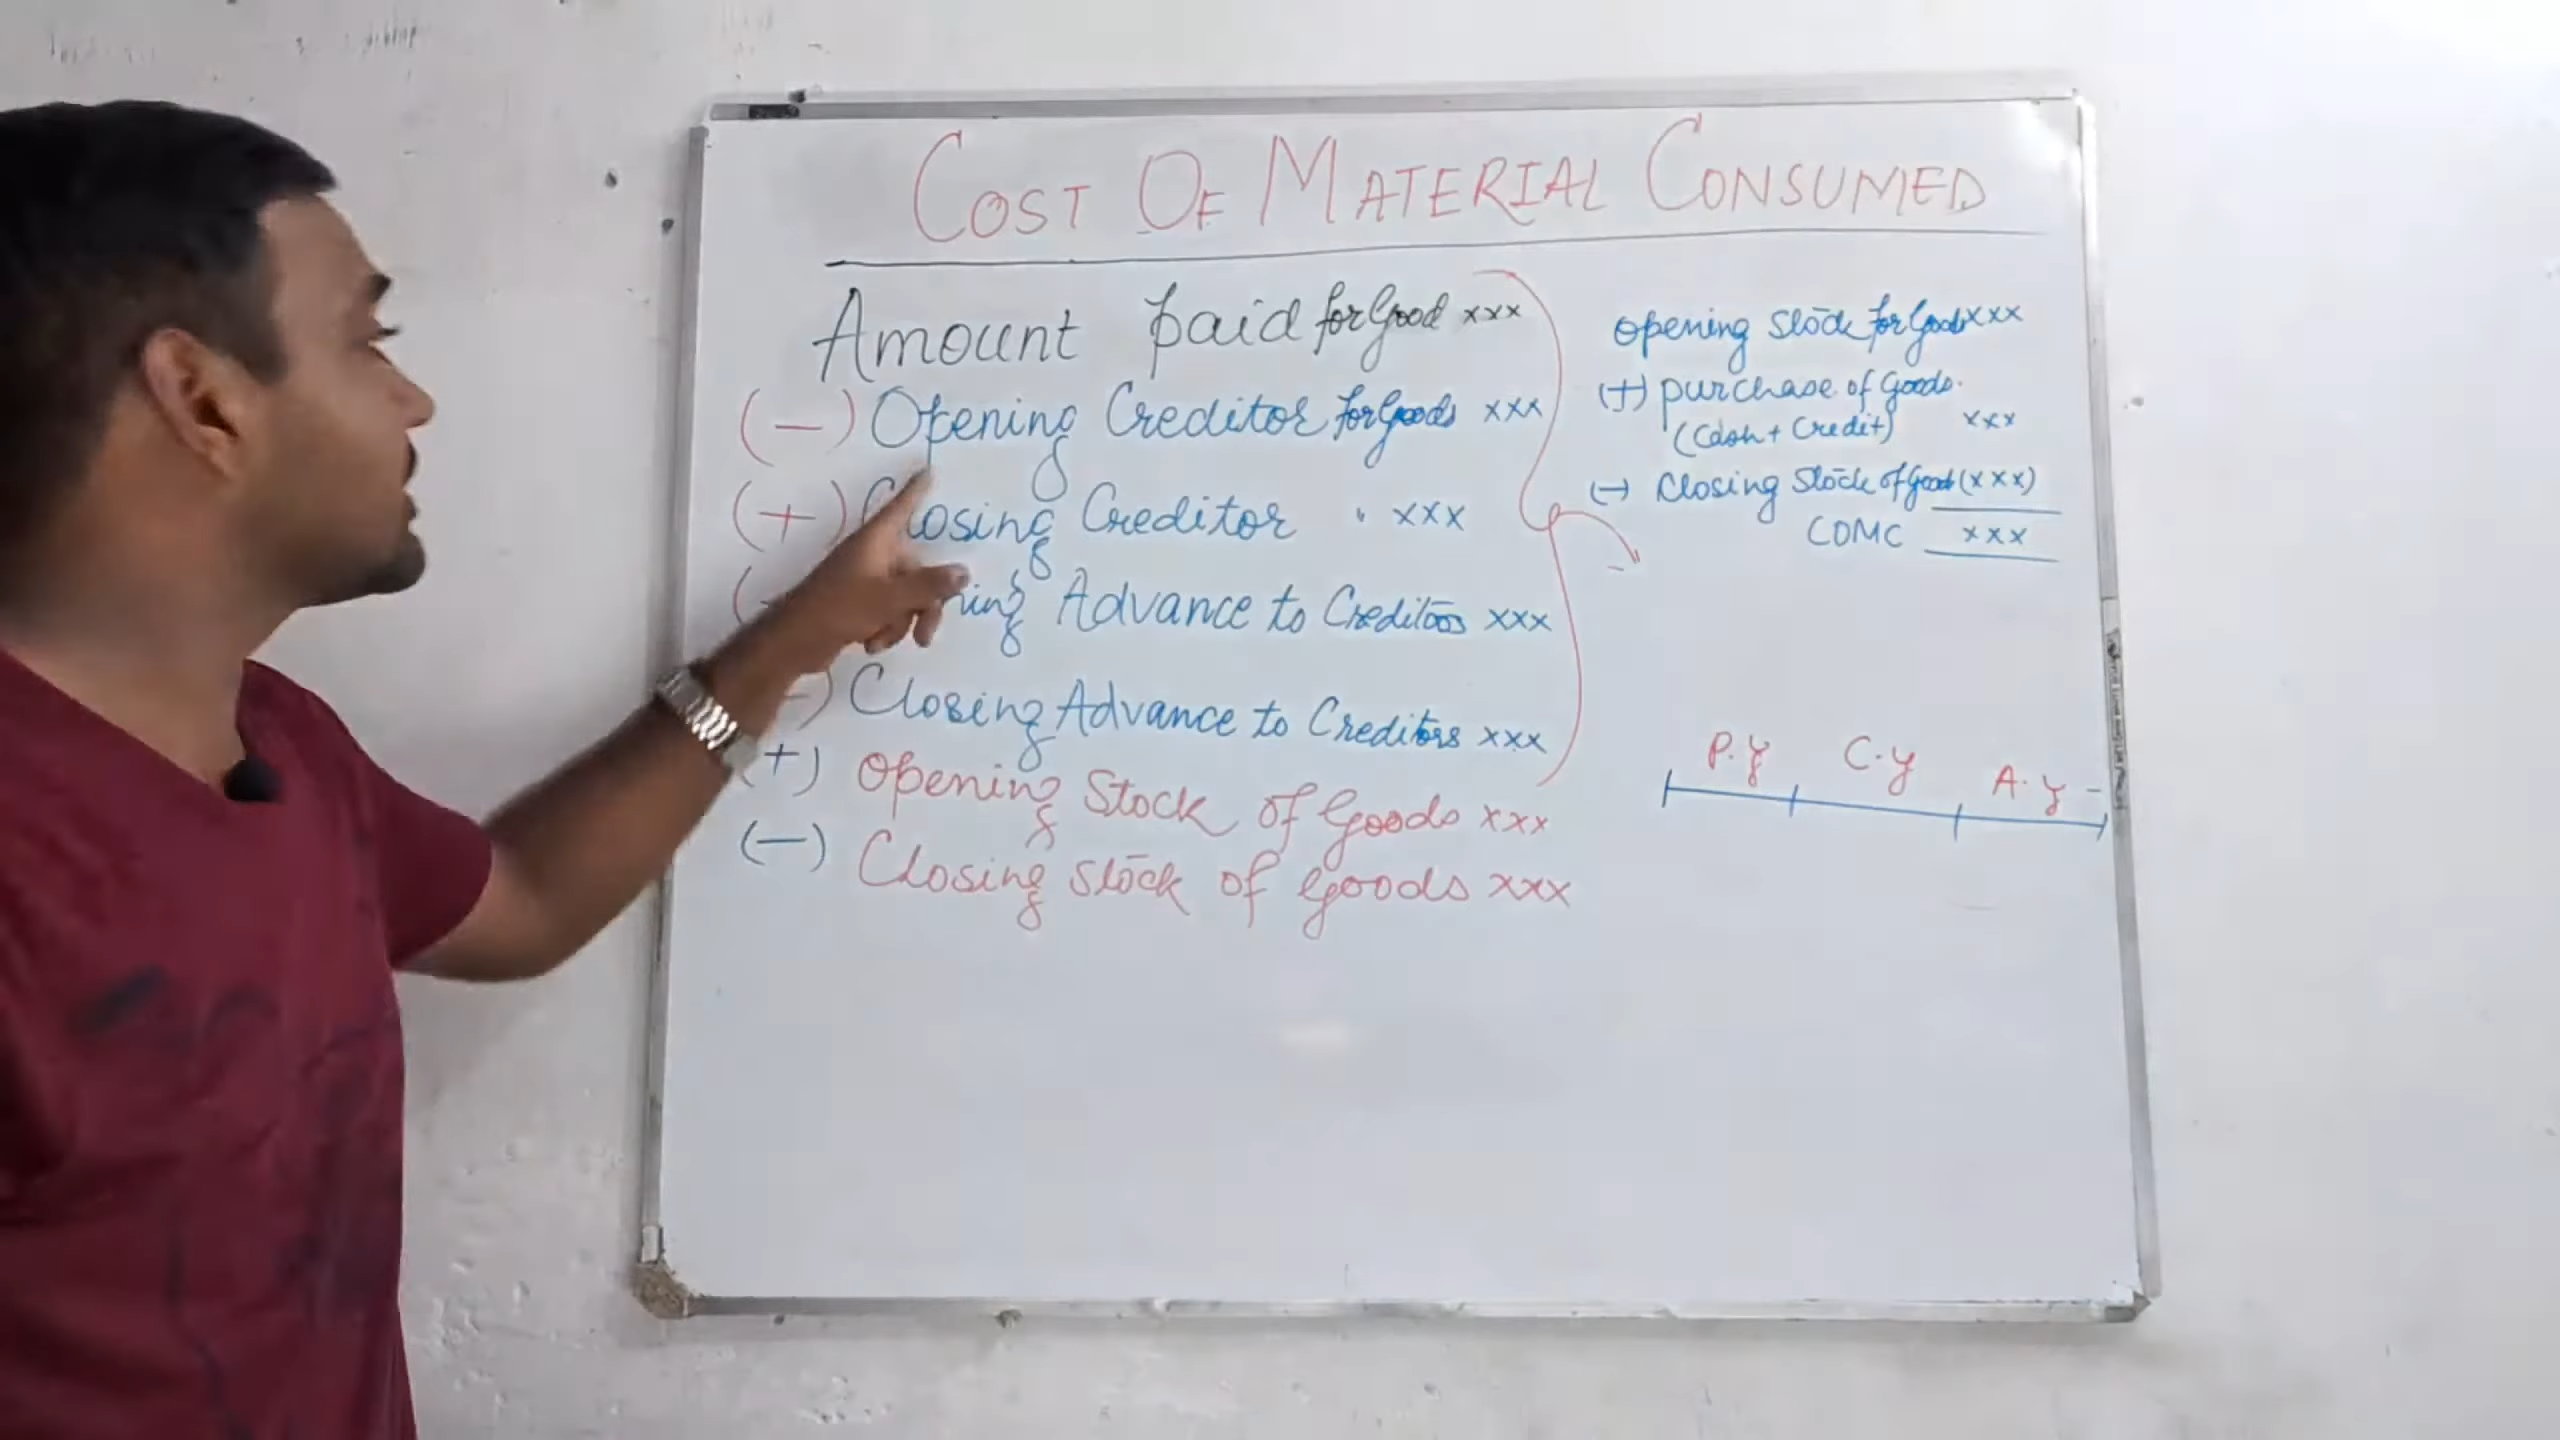 COST OF MATERIAL CONSUMED
Amount paid for Good xxx
(-) Opening Creditor for Goods xxx
(+) Closing Creditor " xxx
Advance to Creditors xxx
-) Closing Advance to Creditors xxx
(+) Opening Stock of Goods xxx
(-) Closing Stock of Goods xxx
Opening Stock for Goods xxx
(+) purchase of Goods.
(Cash + Credit) xxx
(-) Closing Stock of Goods (xxx)
COMC xxx
P.y C.y A.y